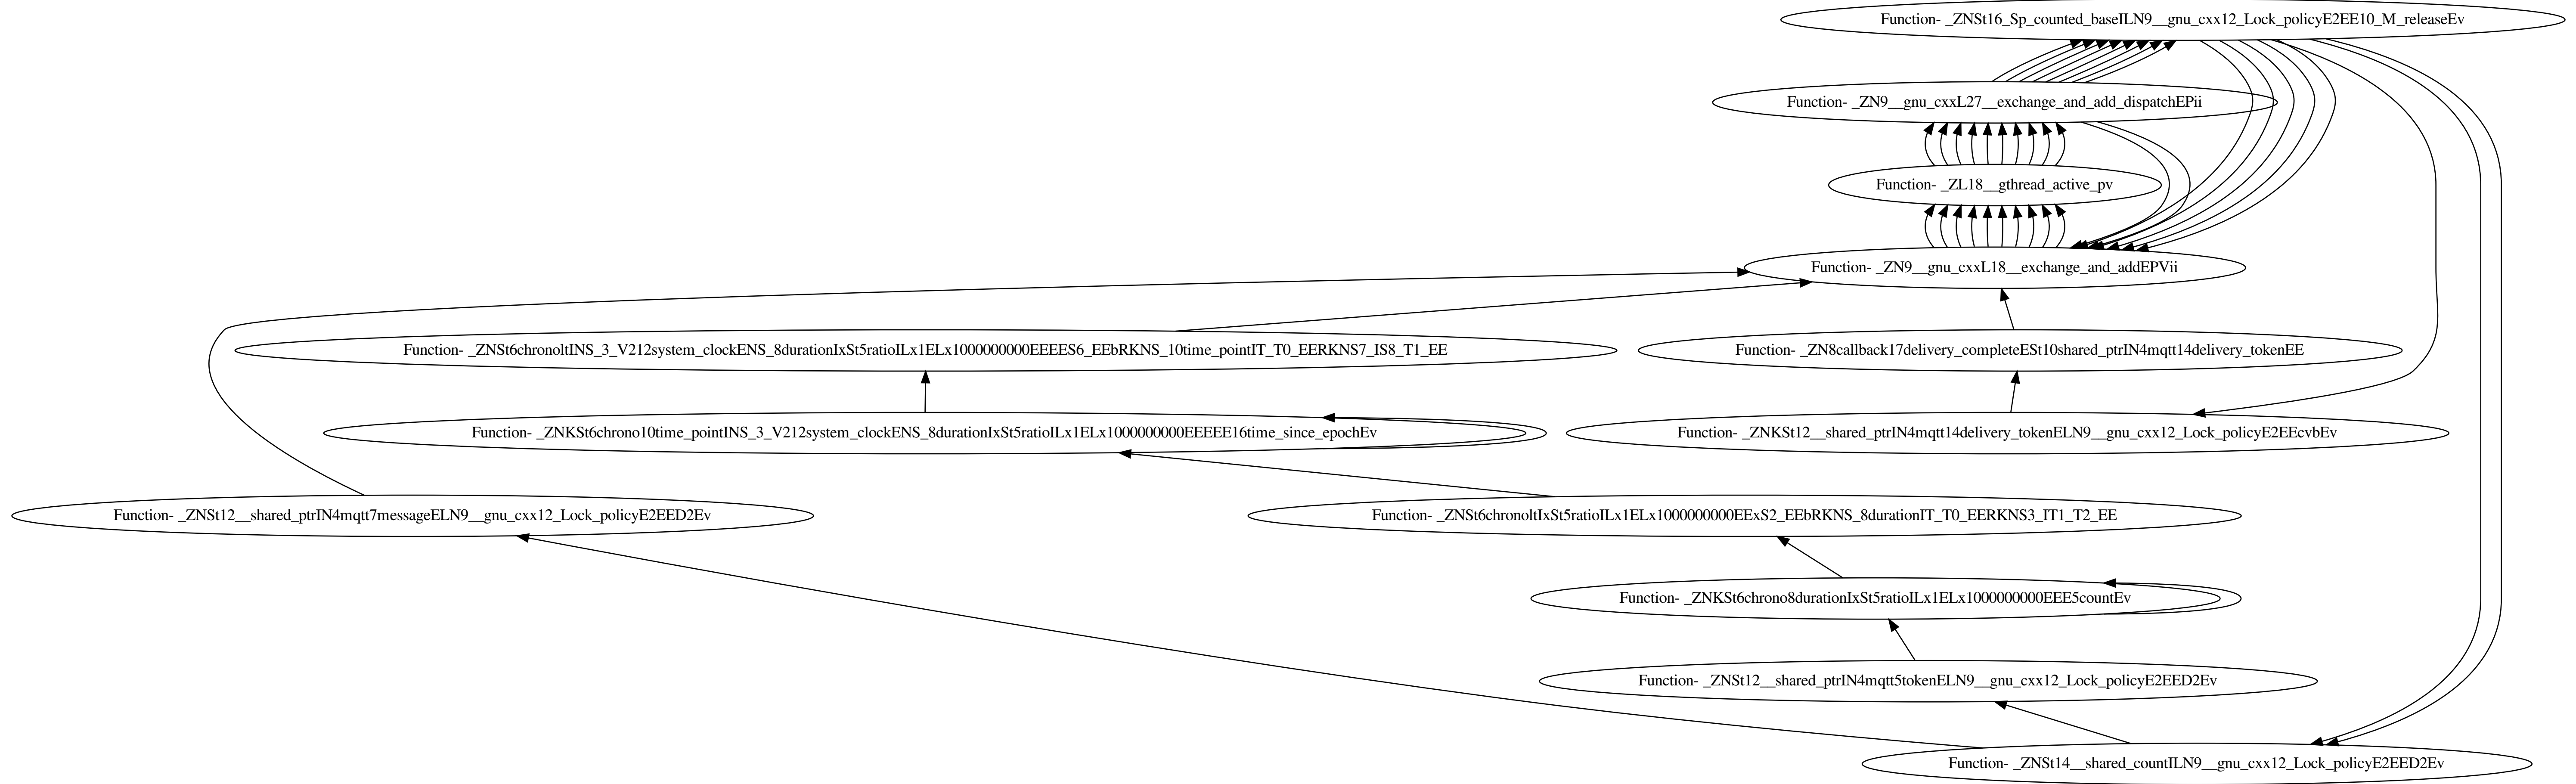 Function- _ZNSt16_Sp_counted_baseILN9__gnu_cxx12_Lock_policyE2EE10_M_releaseEv
Function- _ZN9__gnu_cxxL27__exchange_and_add_dispatchEPii
Function- _ZL18__gthread_active_pv
Function- _ZN9__gnu_cxxL18__exchange_and_addEPVii
Function- _ZNSt6chronoltINS_3_V212system_clockENS_8durationIxSt5ratioILx1ELx1000000000EEEES6_EEbRKNS_10time_pointIT_T0_EERKNS7_IS8_T1_EE
Function- _ZN8callback17delivery_completeESt10shared_ptrIN4mqtt14delivery_tokenEE
Function- _ZNKSt6chrono10time_pointINS_3_V212system_clockENS_8durationIxSt5ratioILx1ELx1000000000EEEEE16time_since_epochEv
Function- _ZNKSt12__shared_ptrIN4mqtt14delivery_tokenELN9__gnu_cxx12_Lock_policyE2EEcvbEv
Function- _ZNSt12__shared_ptrIN4mqtt7messageELN9__gnu_cxx12_Lock_policyE2EED2Ev
Function- _ZNSt6chronoltIxSt5ratioILx1ELx1000000000EExS2_EEbRKNS_8durationIT_T0_EERKNS3_IT1_T2_EE
Function- _ZNKSt6chrono8durationIxSt5ratioILx1ELx1000000000EEE5countEv
Function- _ZNSt12__shared_ptrIN4mqtt5tokenELN9__gnu_cxx12_Lock_policyE2EED2Ev
Function- _ZNSt14__shared_countILN9__gnu_cxx12_Lock_policyE2EED2Ev